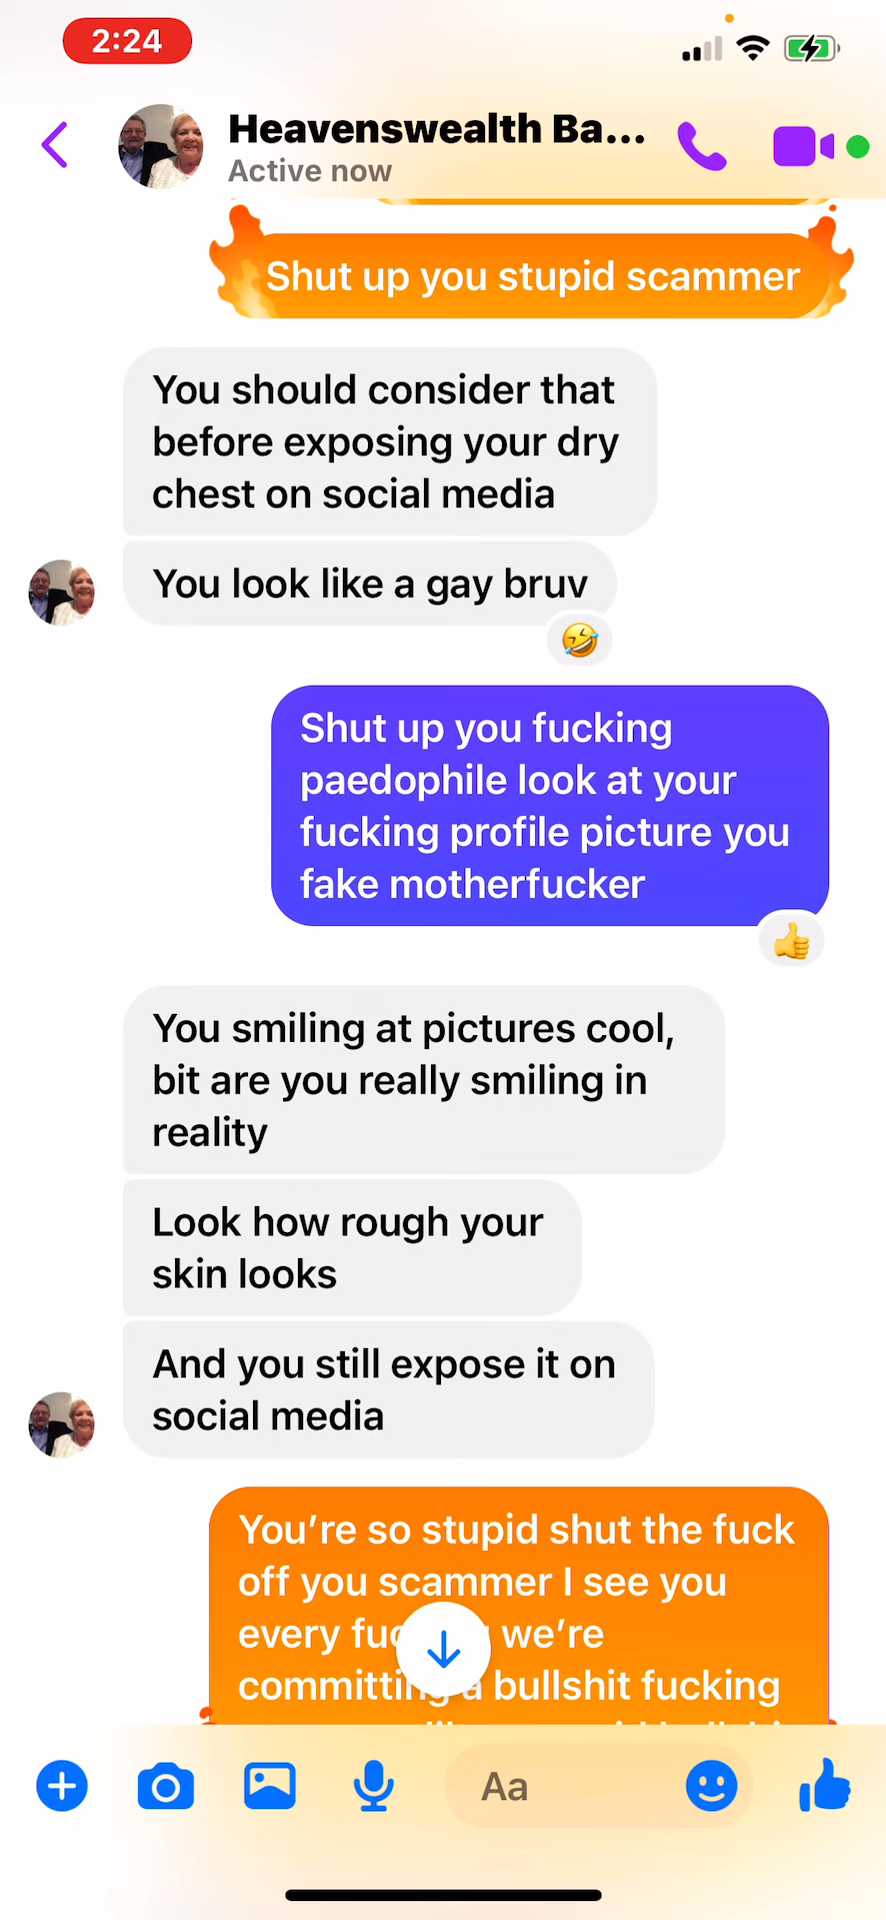 2:24
Heavenswealth Ba...
Active now
Shut up you stupid scammer
You should consider that
before exposing your dry
chest on social media
You look like a gay bruv
Shut up you fucking
paedophile look at your
fucking profile picture you
fake motherfucker
You smiling at pictures cool,
bit are you really smiling in
reality
Look how rough your
skin looks
And you still expose it on
social media
You're so stupid shut the fuck
off you scammer I see you
every we're
a bullshit fucking
Aa